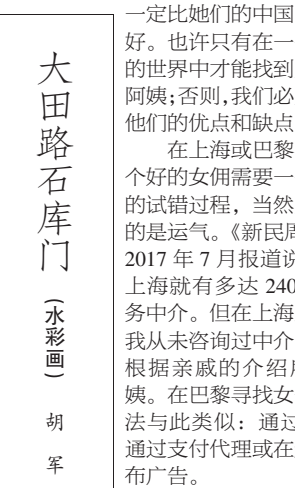 大田路石库门（水彩画） 胡 军
一定比她们的中国
好。也许只有在一
的世界中才能找到
阿姨；否则，我们必
他们的优点和缺点
在上海或巴黎
个好的女佣需要一
的试错过程，当然
的是运气。《新民周
2017 年 7 月报道说
上海就有多达 240
务中介。但在上海
我从未咨询过中介
根据亲戚的介绍
姨。在巴黎寻找女
法与此类似：通过
通过支付代理或在
布广告。